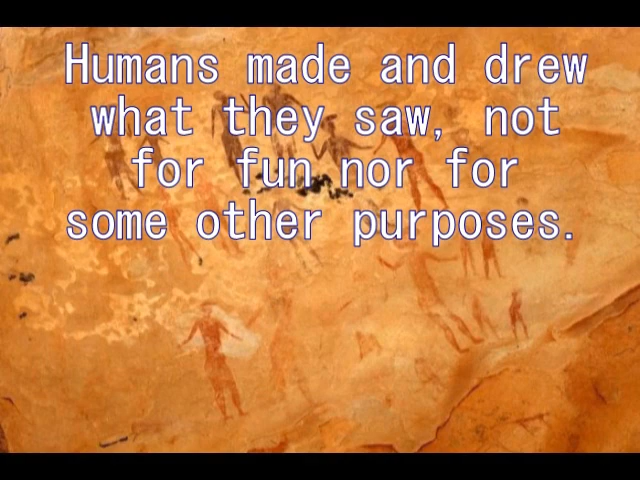 Humans made and drew
what they saw, not
for fun nor for
some other purposes.